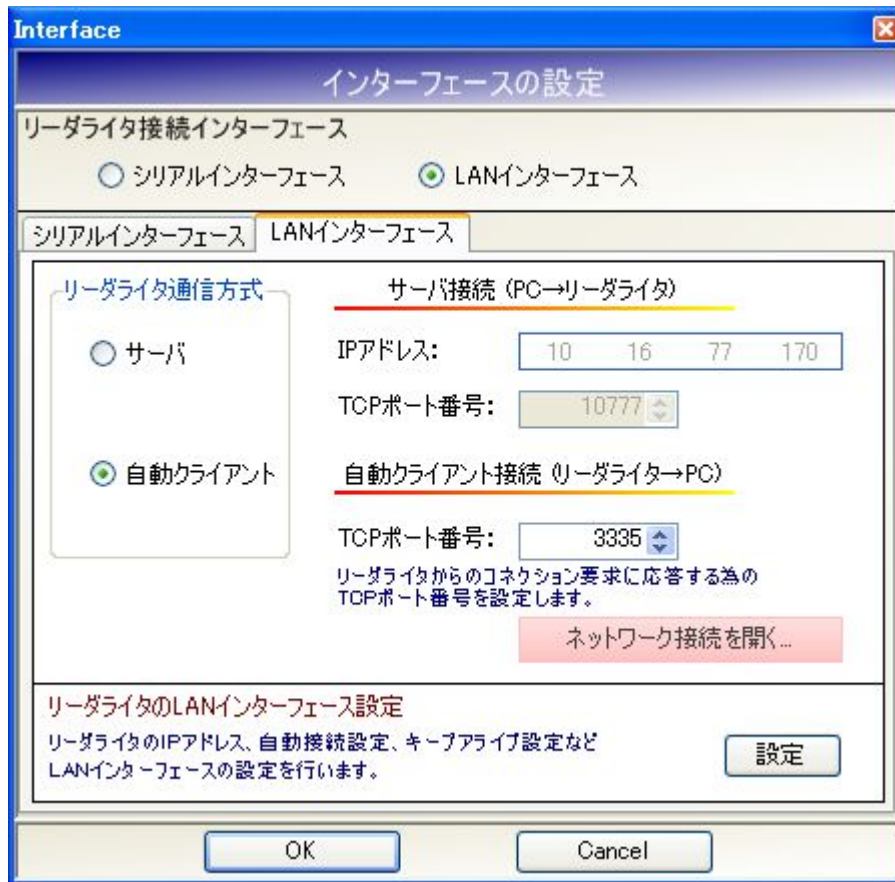 Interface
インターフェースの設定
リーダライタ接続インターフェース
シリアルインターフェース LANインターフェース
シリアルインターフェース LANインターフェース
リーダライタ通信方式
サーバ
自動クライアント
サーバ接続 (PC→リーダライタ)
IPアドレス: 10 16 77 170
TCPポート番号: 10777
自動クライアント接続 (リーダライタ→PC)
TCPポート番号: 3335
リーダライタからのコネクション要求に応答する為の
TCPポート番号を設定します。
ネットワーク接続を開く...
リーダライタのLANインターフェース設定
リーダライタのIPアドレス、自動接続設定、キープアライブ設定など
LANインターフェースの設定を行います。
設定
OK Cancel